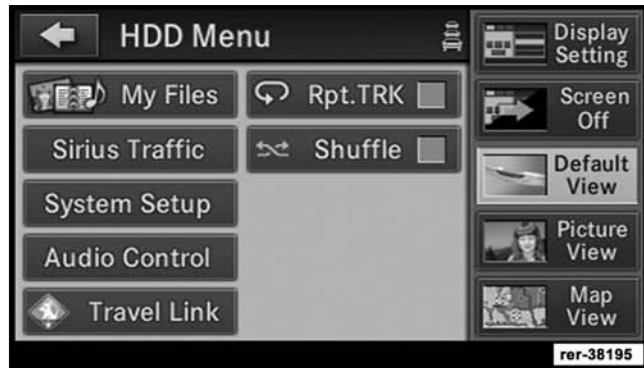 HDD Menu
My Files
Rpt.TRK
Sirius Traffic
Shuffle
System Setup
Audio Control
Travel Link
Display
Setting
Screen
Off
Default
View
Picture
View
Map
View
rer-38195